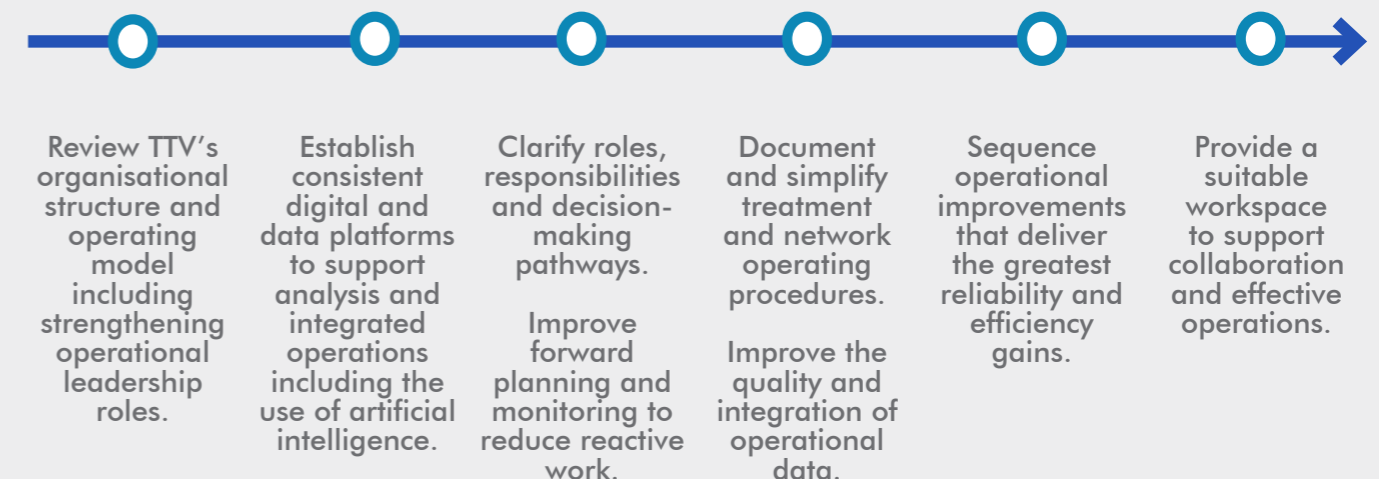 Review TTV's
organisational
structure and
operating
model
including
strengthening
operational
leadership
roles.
Establish
consistent
digital and
data platforms
to support
analysis and
integrated
operations
including the
use of artificial
intelligence.
Clarify roles,
responsibilities
and decision-
making
pathways.
Improve
forward
planning and
monitoring to
reduce reactive
work.
Document
and simplify
treatment
and network
operating
procedures.
Improve the
quality and
integration of
operational
data.
Sequence
operational
improvements
that deliver
the greatest
reliability and
efficiency
gains.
Provide a
suitable
workspace
to support
collaboration
and effective
operations.